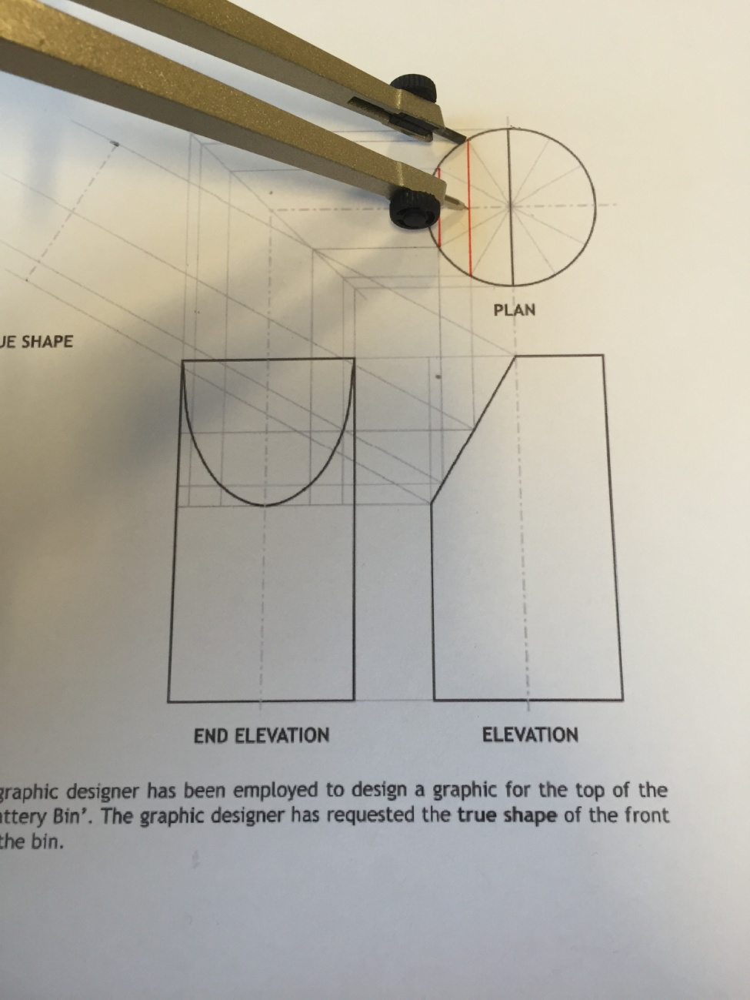 PLAN
UE SHAPE
END ELEVATION
ELEVATION
graphic designer has been employed to design a graphic for the top of the
ttery Bin’. The graphic designer has requested the true shape of the front
the bin.